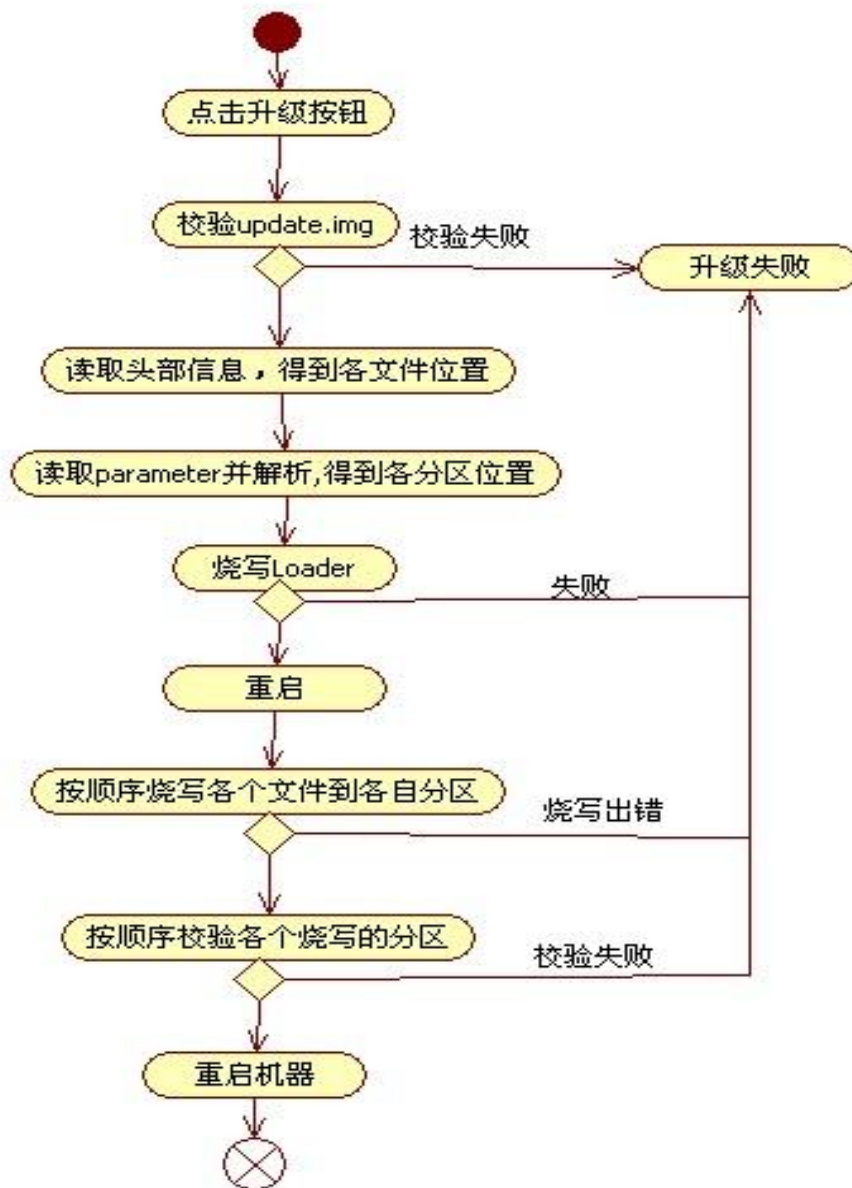 点击升级按钮
校验update.img
校验失败
升级失败
读取头部信息，得到各文件位置
读取parameter并解析,得到各分区位置
烧写Loader
失败
重启
按顺序烧写各个文件到各自分区
烧写出错
按顺序校验各个烧写的分区
校验失败
重启机器